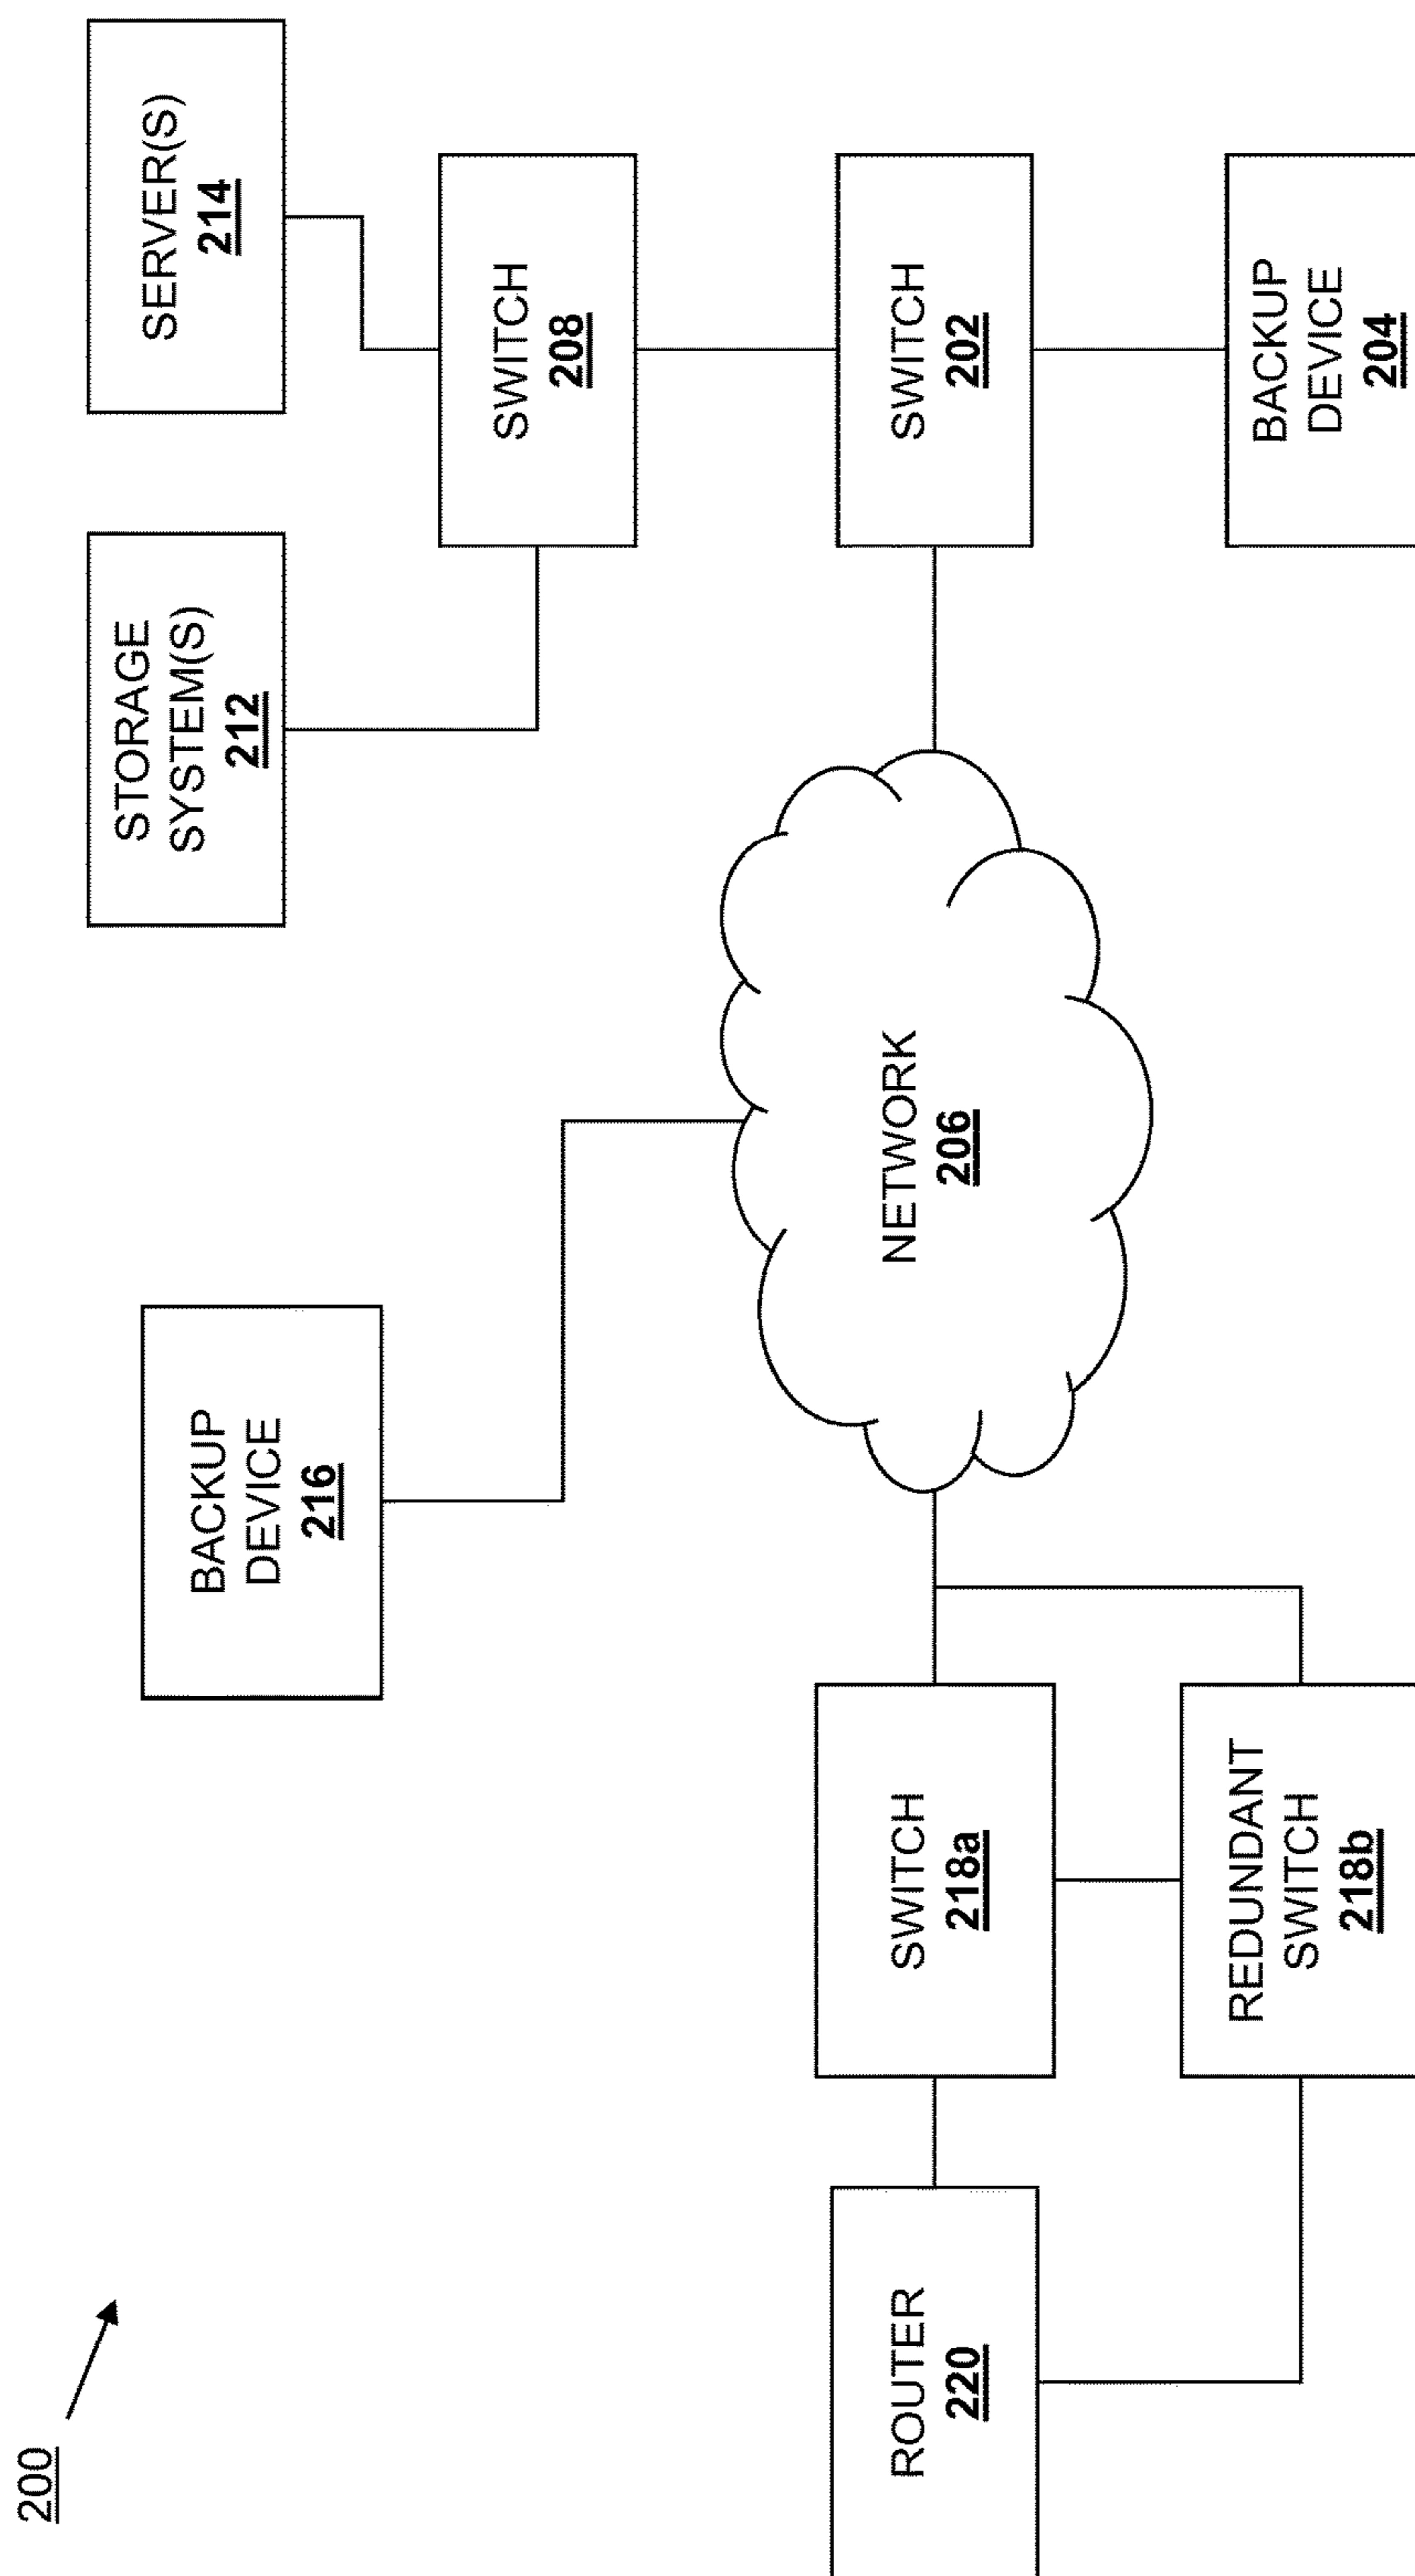 200
ROUTER
220
SWITCH
218a
REDUNDANT
SWITCH
218b
BACKUP
DEVICE
216
NETWORK
206
STORAGE
SYSTEM(S)
212
SERVER(S)
214
SWITCH
208
SWITCH
202
BACKUP
DEVICE
204